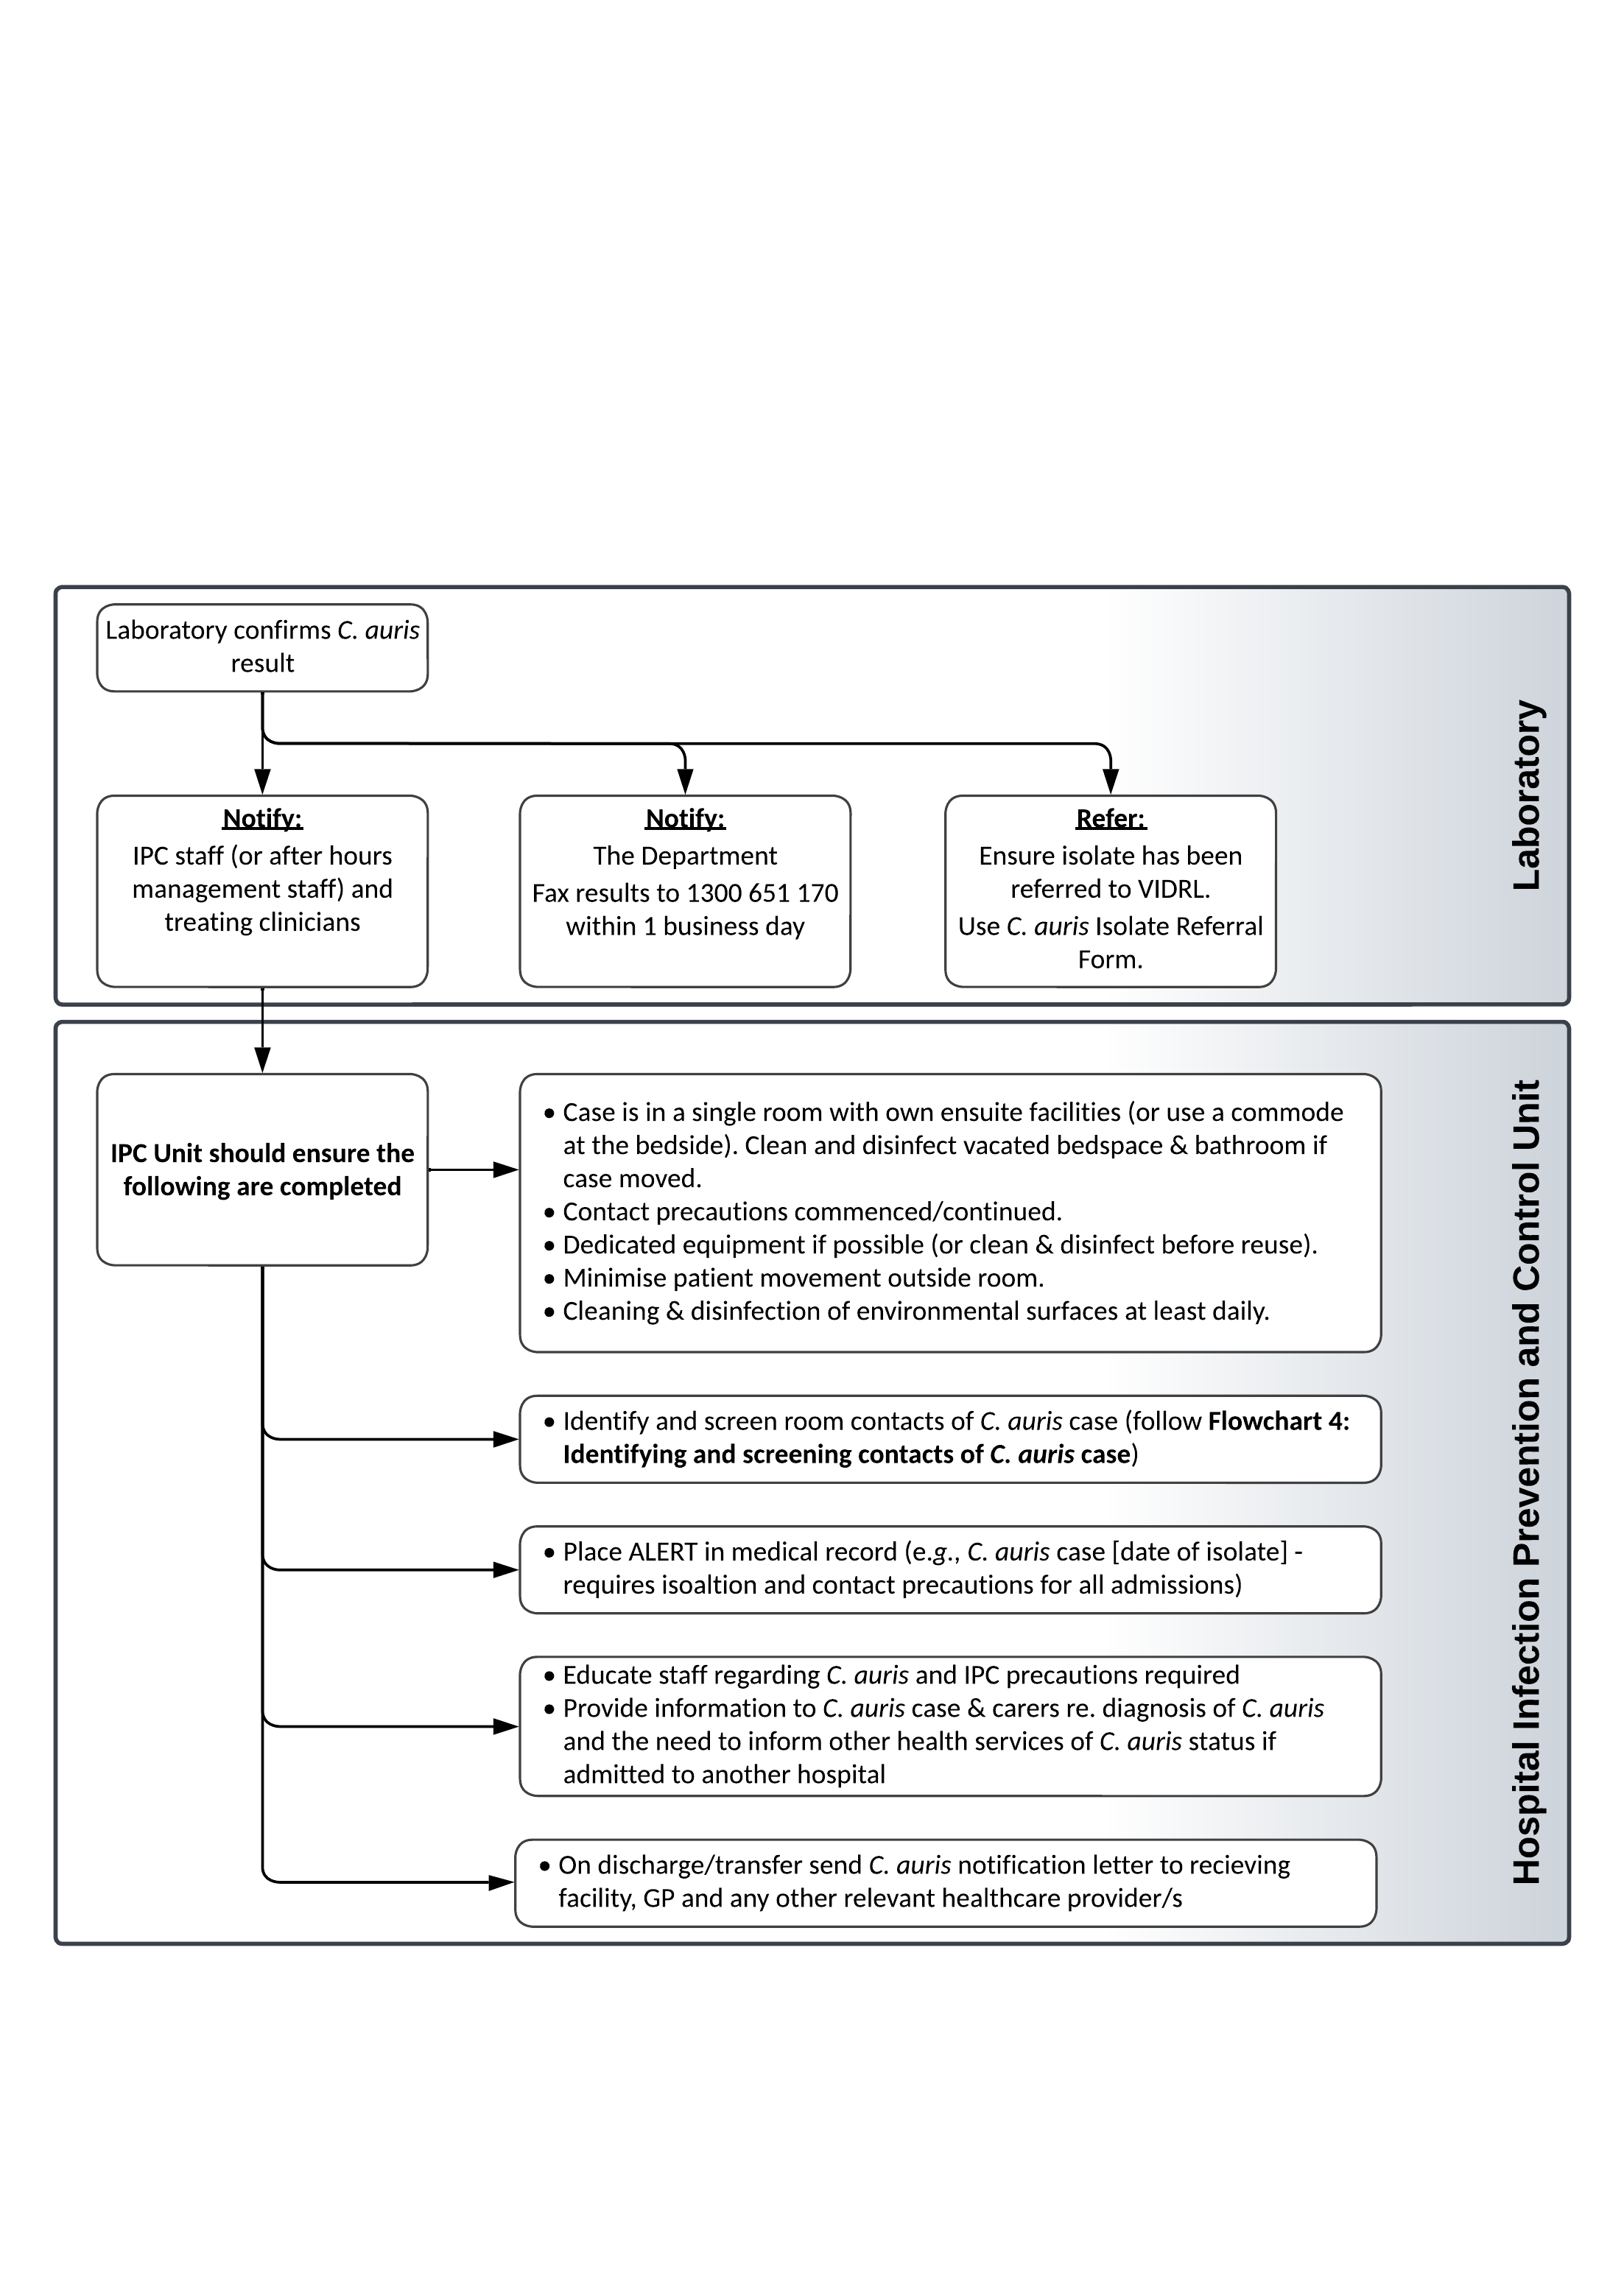 Laboratory confirms C. auris
result
Notify:
IPC staff (or after hours
management staff) and
treating clinicians
Notify:
The Department
Fax results to 1300 651 170
within 1 business day
Refer:
Ensure isolate has been
referred to VIDRL.
Use C. auris Isolate Referral
Form.
Laboratory
IPC Unit should ensure the
following are completed
• Case is in a single room with own ensuite facilities (or use a commode
at the bedside). Clean and disinfect vacated bedspace & bathroom if
case moved.
• Contact precautions commenced/continued.
• Dedicated equipment if possible (or clean & disinfect before reuse).
• Minimise patient movement outside room.
• Cleaning & disinfection of environmental surfaces at least daily.
• Identify and screen room contacts of C. auris case (follow Flowchart 4:
Identifying and screening contacts of C. auris case)
• Place ALERT in medical record (e.g., C. auris case [date of isolate] -
requires isoaltion and contact precautions for all admissions)
• Educate staff regarding C. auris and IPC precautions required
• Provide information to C. auris case & carers re. diagnosis of C. auris
and the need to inform other health services of C. auris status if
admitted to another hospital
• On discharge/transfer send C. auris notification letter to recieving
facility, GP and any other relevant healthcare provider/s
Hospital Infection Prevention and Control Unit